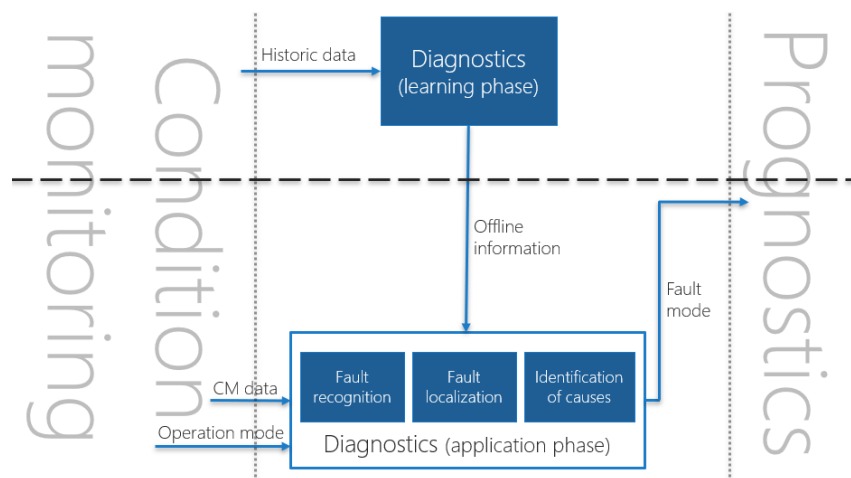 Condition
monitoring
Historic data
Diagnostics
(learning phase)
Prognostics
Offline
information
Fault
mode
CM data
Operation mode
Fault
recognition
Fault
localization
Identification
of causes
Diagnostics (application phase)